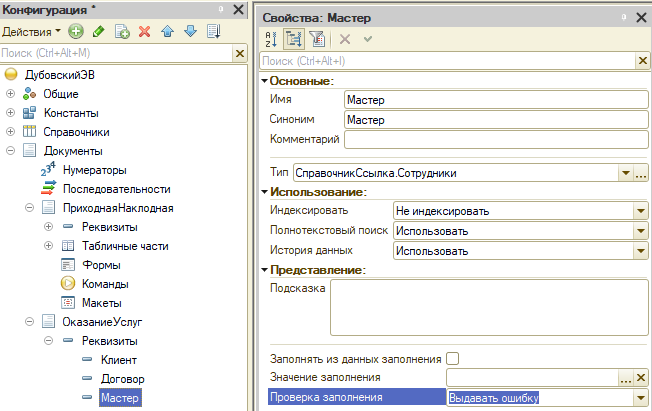 Конфигурация *
Действия
Поиск (Ctrl+Alt+M)
ДубовскийЭВ
Общие
Константы
Справочники
Документы
Нумераторы
Последовательности
ПриходнаяНакладная
Реквизиты
Табличные части
Формы
Команды
Макеты
ОказаниеУслуг
Реквизиты
Клиент
Договор
Мастер
Свойства: Мастер
Поиск (Ctrl+Alt+I)
Основные:
Имя Мастер
Синоним Мастер
Комментарий
Тип СправочникСсылка.Сотрудники
Использование:
Индексировать Не индексировать
Полнотекстовый поиск Использовать
История данных Использовать
Представление:
Подсказка
Заполнять из данных заполнения
Значение заполнения
Проверка заполнения Выдавать ошибку